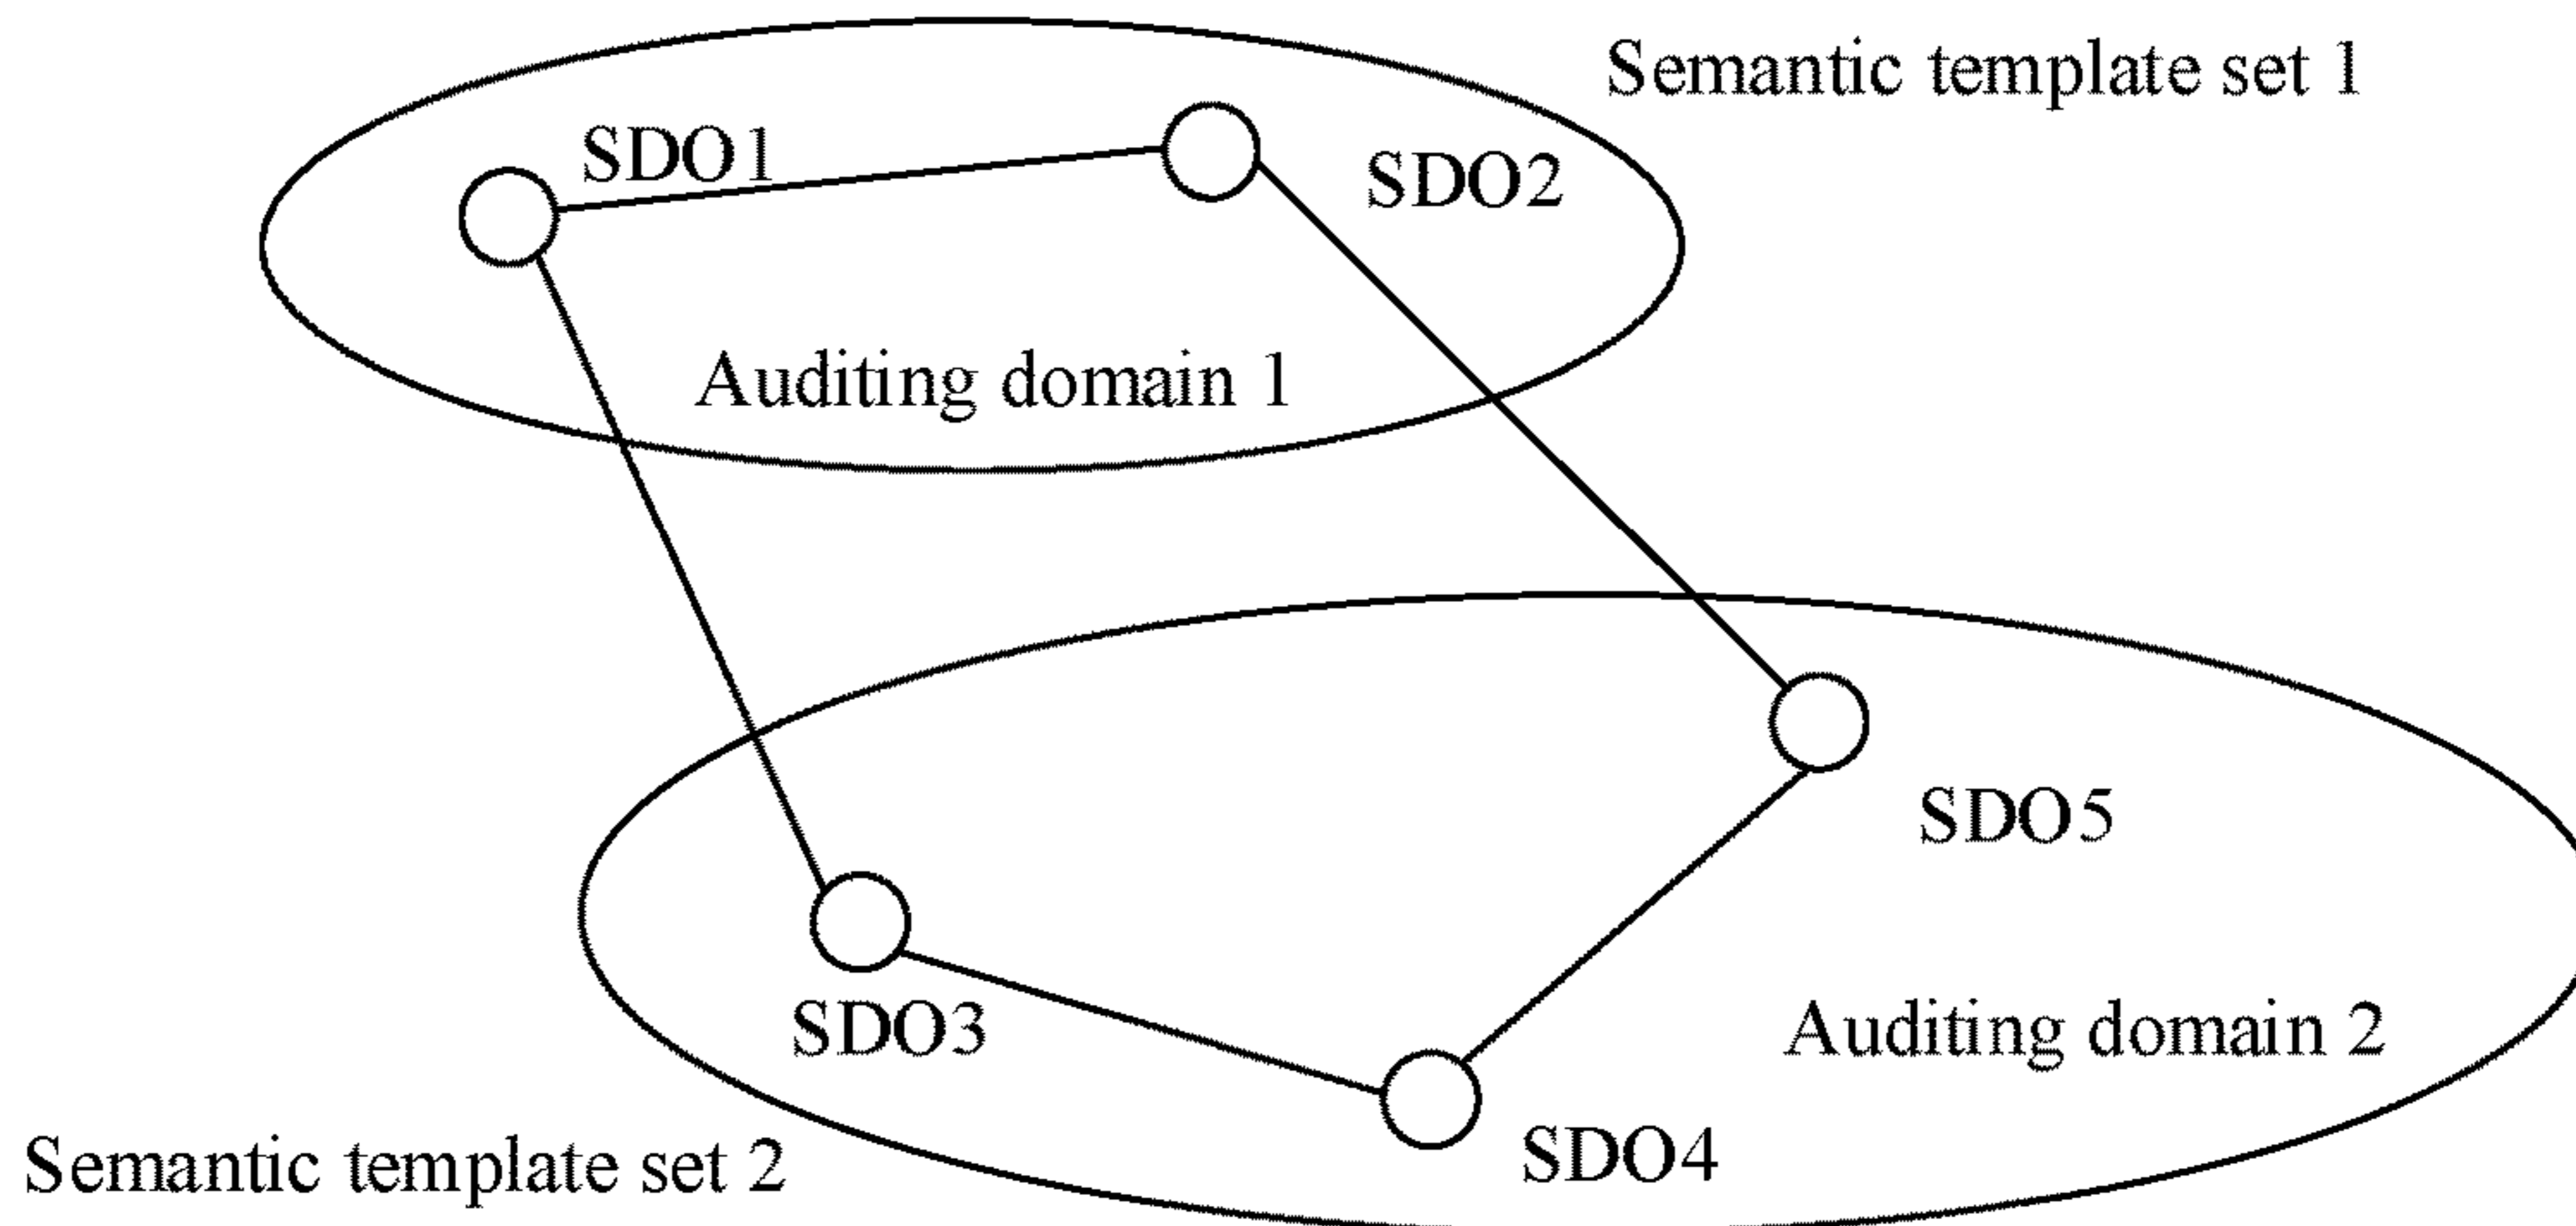 Semantic template set 1
SDO1
SDO2
Auditing domain 1
SDO5
SDO3
Auditing domain 2
SDO4
Semantic template set 2